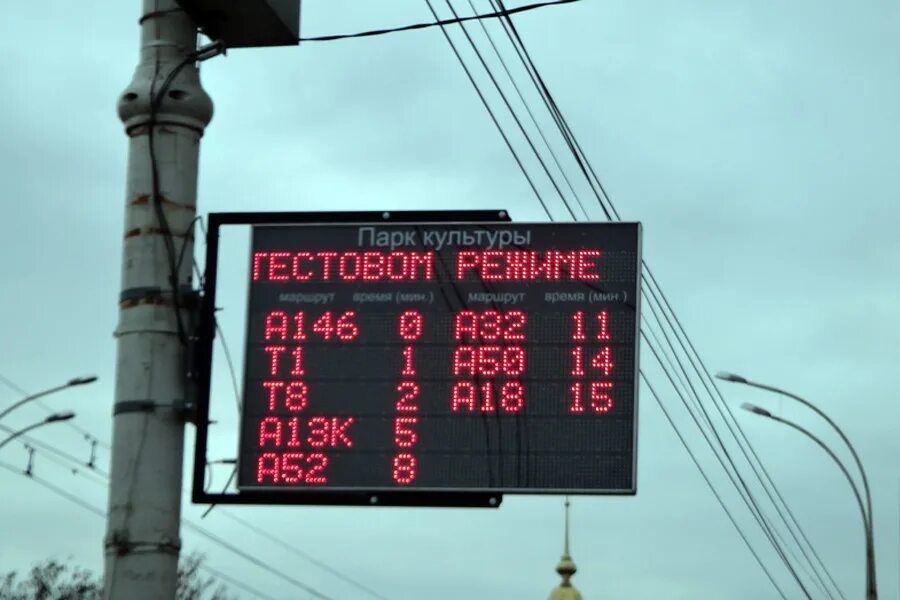 Парк культуры
ТЕСТОВОМ РЕЖИМЕ
маршрут время (мин.) маршрут время (мин.)
А146 0 А32 11
Т1 1 А50 14
Т8 2 А18 15
А13К 5
А52 8